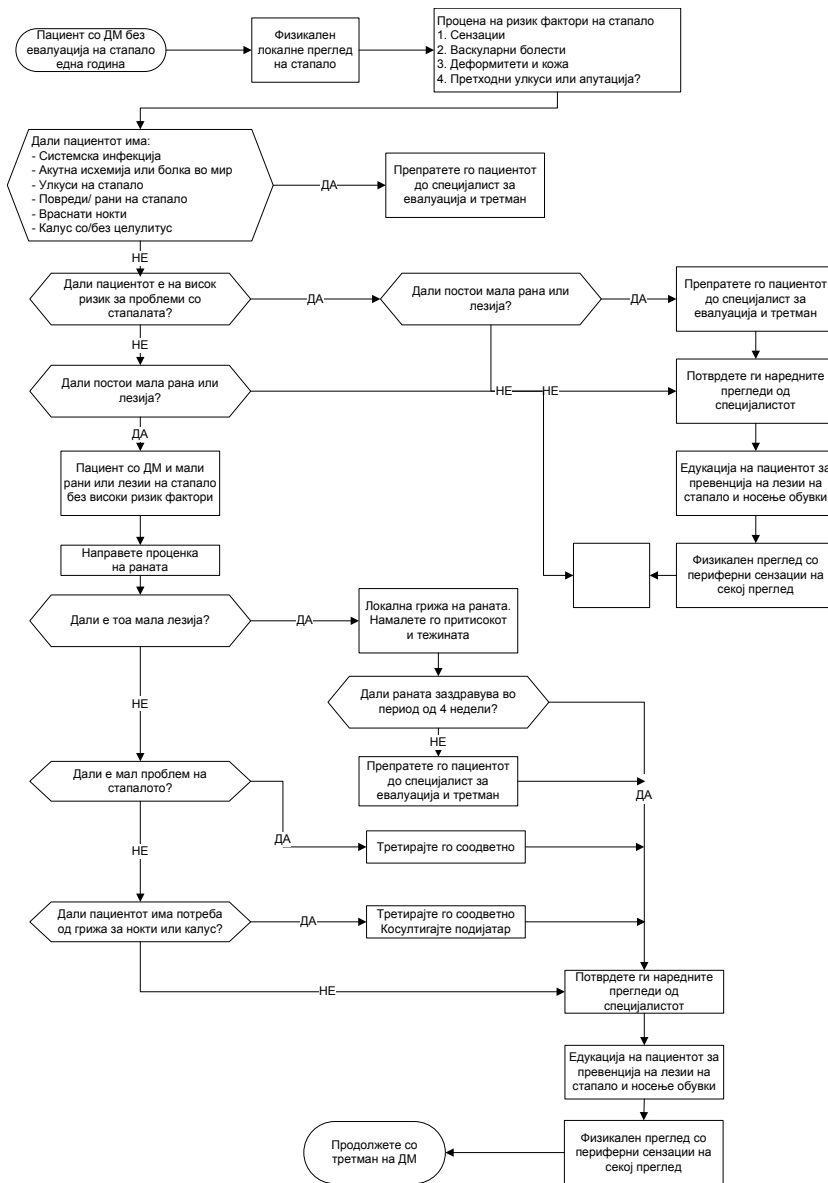 Пациент со ДМ без
евалуација на стапало
една година
Физикален
локалне преглед
на стапало
Процена на ризик фактори на стапало
1. Сензации
2. Васкуларни болести
3. Деформитети и кожа
4. Претходни улкуси или апутација?
Дали пациентот има:
- Системска инфекција
- Акутна исхемија или болка во мир
- Улкуси на стапало
- Повреди/ рани на стапало
- Враснати нокти
- Калус со/без целулитус
ДА
Препратете го пациентот
до специјалист за
евалуација и третман
НЕ
Дали пациентот е на висок
ризик за проблеми со
стапалата?
ДА
Дали постои мала рана или
лезија?
ДА
Препратете го пациентот
до специјалист за
евалуација и третман
НЕ
Дали постои мала рана или
лезија?
НЕ
НЕ
Потврдете ги наредните
прегледи од
специјалистот
ДА
Пациент со ДМ и мали
рани или лезии на стапало
без високи ризик фактори
Едукација на пациентот за
превенција на лезии на
стапало и носење обувки
Направете проценка
на раната
Физикален преглед со
периферни сензации на
секој преглед
Дали е тоа мала лезија?
ДА
Локална грижа на раната.
Намалете го притисокот
и тежината
НЕ
Дали раната заздравува во
период од 4 недели?
НЕ
Дали е мал проблем на
стапалото?
Препратете го пациентот
до специјалист за
евалуација и третман
ДА
ДА
Третирајте го соодветно
НЕ
Дали пациентот има потреба
од грижа за нокти или калус?
ДА
Третирајте го соодветно
Косултигајте подијатар
НЕ
Потврдете ги наредните
прегледи од
специјалистот
Едукација на пациентот за
превенција на лезии на
стапало и носење обувки
Физикален преглед со
периферни сензации на
секој преглед
Продолжете со
третман на ДМ